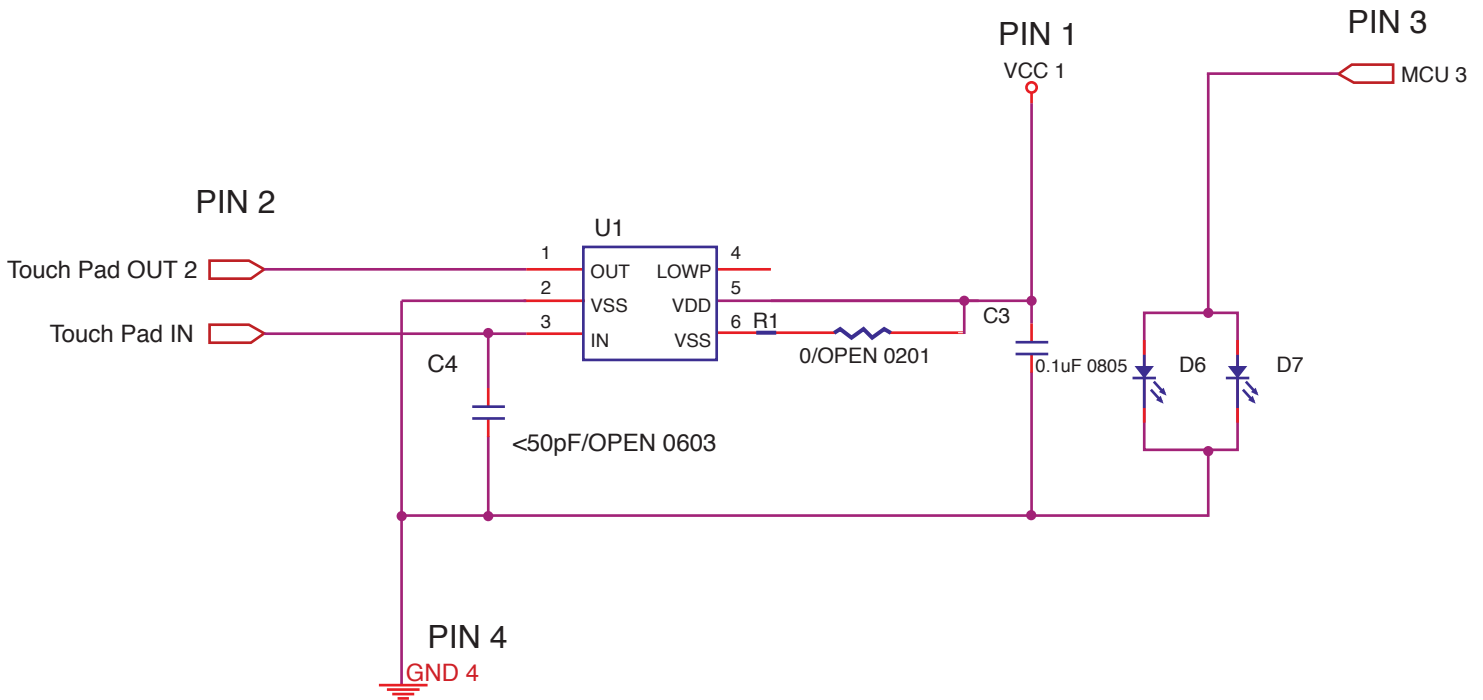 PIN 3
PIN 1
VCC 1
MCU 3
PIN 2
U1
Touch Pad OUT 2
1
OUT
LOWP
4
2
VSS
VDD
5
Touch Pad IN
3
IN
VSS
6
R1
0/OPEN 0201
C3
0.1uF 0805
D6
D7
C4
<50pF/OPEN 0603
PIN 4
GND 4